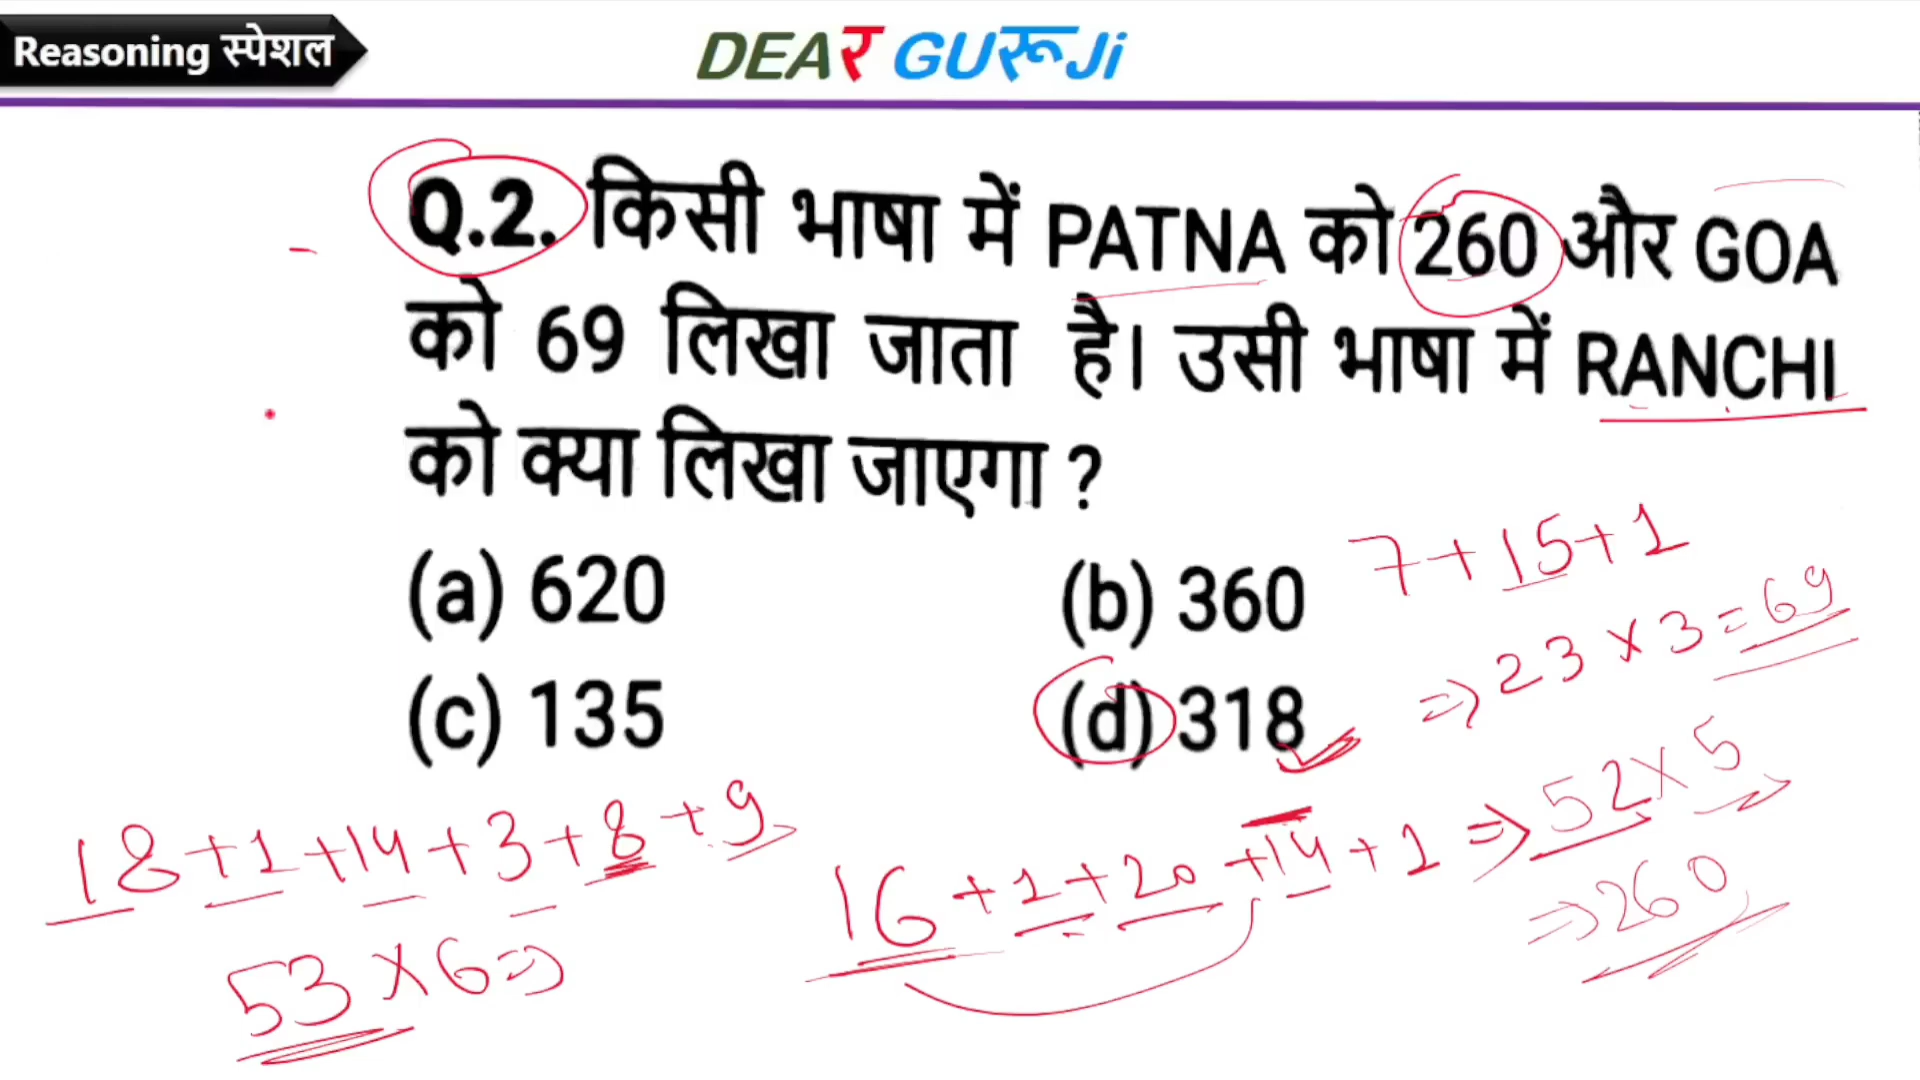 Reasoning स्पेशल
DEAर GUरूJi
Q.2. किसी भाषा में PATNA को 260 और GOA
को 69 लिखा जाता है। उसी भाषा में RANCHI
को क्या लिखा जाएगा ?
(a) 620 (b) 360
(c) 135 (d) 318
7+15+1
⇒ 23 × 3 = 69
18 + 1 + 14 + 3 + 8 + 9
53 × 6 ⇒
16 + 1 + 20 + 14 + 1 ⇒ 52 × 5
⇒ 260